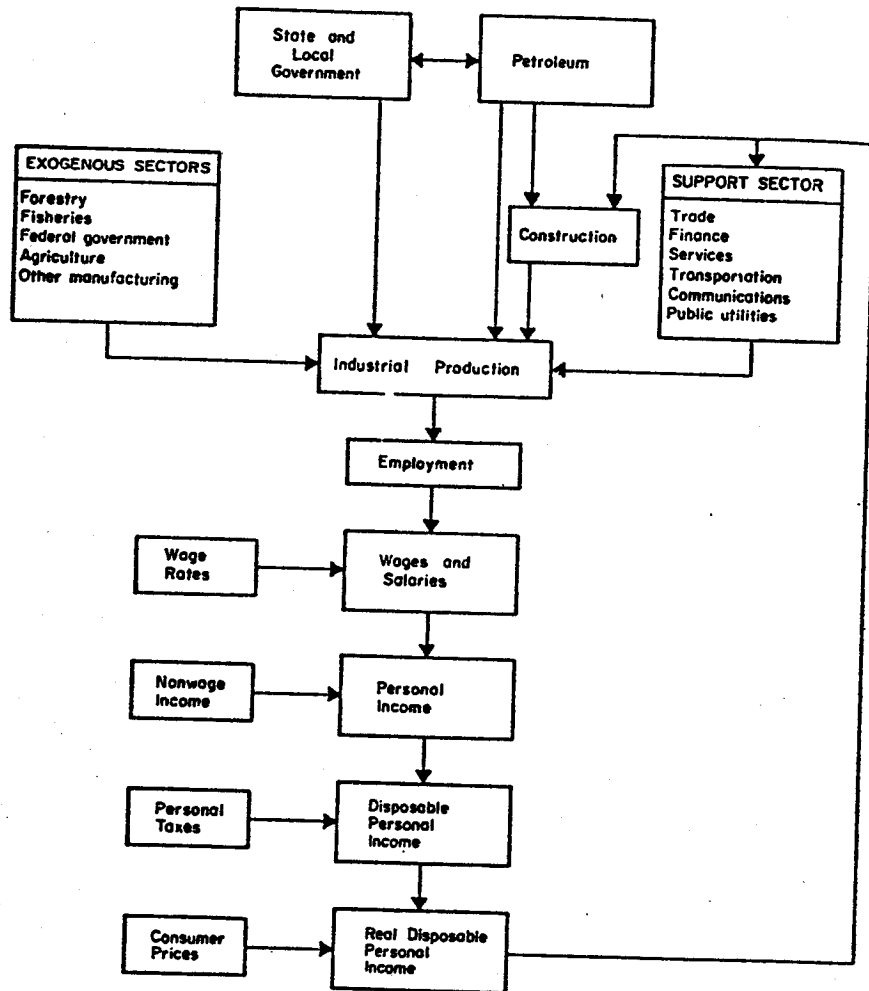 State and
Local
Government
Petroleum
EXOGENOUS SECTORS
Forestry
Fisheries
Federal government
Agriculture
Other manufacturing
Construction
SUPPORT SECTOR
Trade
Finance
Services
Transportation
Communications
Public utilities
Industrial Production
Employment
Wage
Rates
Wages and
Salaries
Nonwage
Income
Personal
Income
Personal
Taxes
Disposable
Personal
Income
Consumer
Prices
Real Disposable
Personal
Income